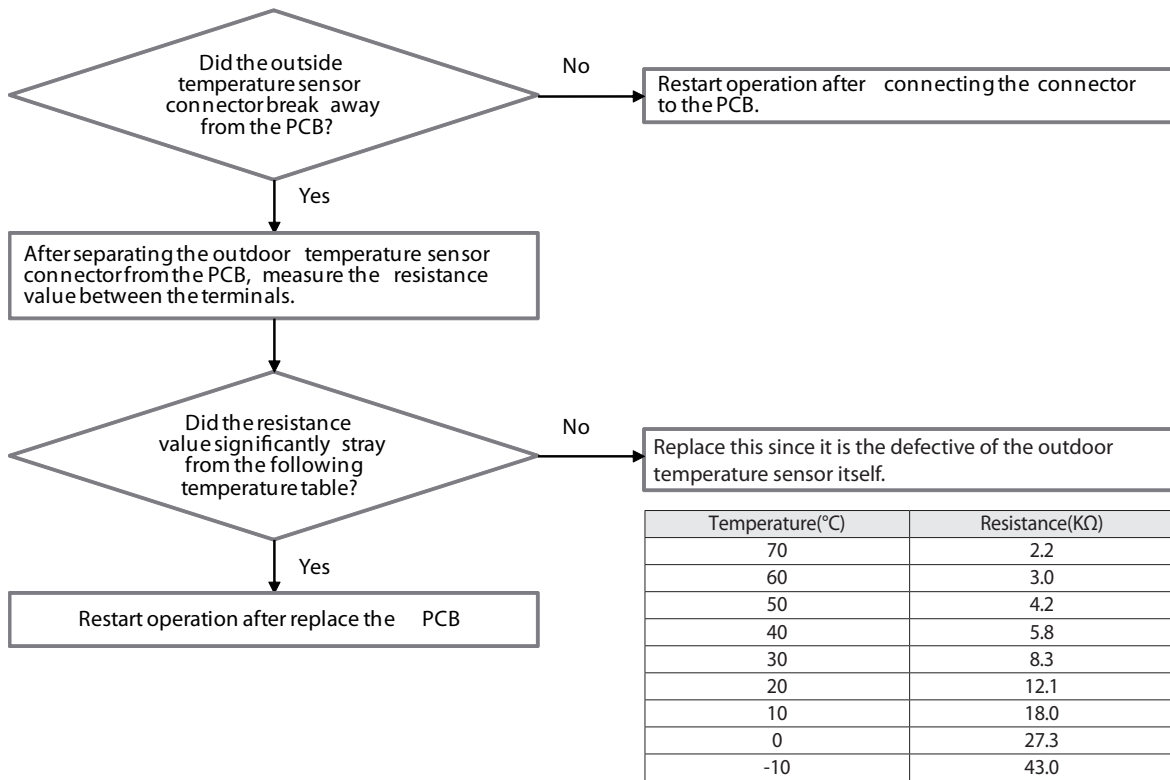 Did the outside
temperature sensor
connector break away
from the PCB?
No
Restart operation after connecting the connector
to the PCB.
Yes
After separating the outdoor temperature sensor
connector from the PCB, measure the resistance
value between the terminals.
Did the resistance
value significantly stray
from the following
temperature table?
No
Replace this since it is the defective of the outdoor
temperature sensor itself.
Yes
Restart operation after replace the PCB
Temperature(°C) Resistance(KΩ)
70 2.2
60 3.0
50 4.2
40 5.8
30 8.3
20 12.1
10 18.0
0 27.3
-10 43.0